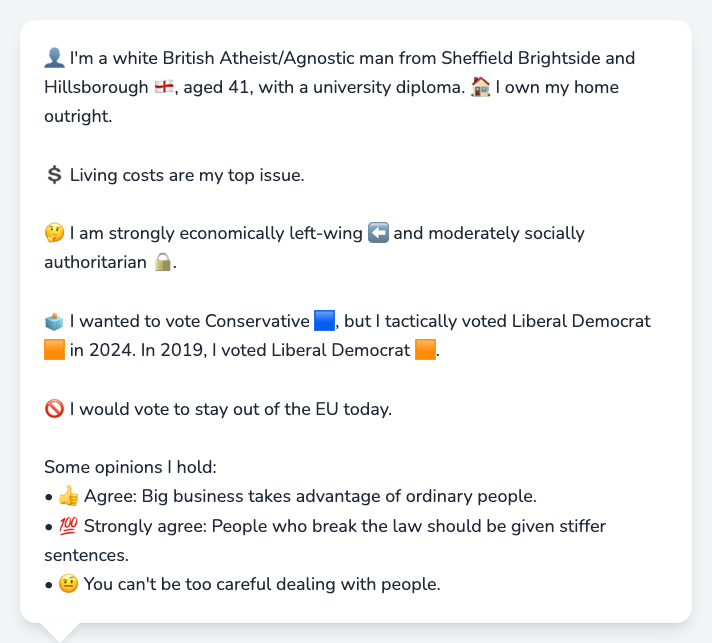 👤 I'm a white British Atheist/Agnostic man from Sheffield Brightside and
Hillsborough 🏴󠁧󠁢󠁥󠁮󠁧󠁿, aged 41, with a university diploma. 🏠 I own my home
outright.
💲 Living costs are my top issue.
🤔 I am strongly economically left-wing ⬅️ and moderately socially
authoritarian 🔒.
🗳️ I wanted to vote Conservative 🟦, but I tactically voted Liberal Democrat
🟧 in 2024. In 2019, I voted Liberal Democrat 🟧.
🚫 I would vote to stay out of the EU today.
Some opinions I hold:
• 👍 Agree: Big business takes advantage of ordinary people.
• 💯 Strongly agree: People who break the law should be given stiffer
sentences.
• 🤨 You can't be too careful dealing with people.